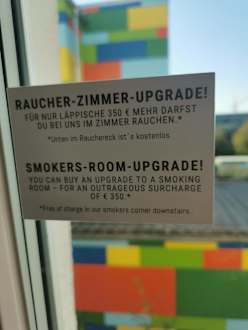 RAUCHER-ZIMMER-UPGRADE!
FÜR NUR LÄPPISCHE 350 € MEHR DARFST
DU BEI UNS IM ZIMMER RAUCHEN.*
*Unten im Rauchereck ist´s kostenlos.
SMOKERS-ROOM-UPGRADE!
YOU CAN BUY AN UPGRADE TO A SMOKING
ROOM – FOR AN OUTRAGEOUS SURCHARGE
OF € 350.*
*Free of charge in our smokers corner downstairs.